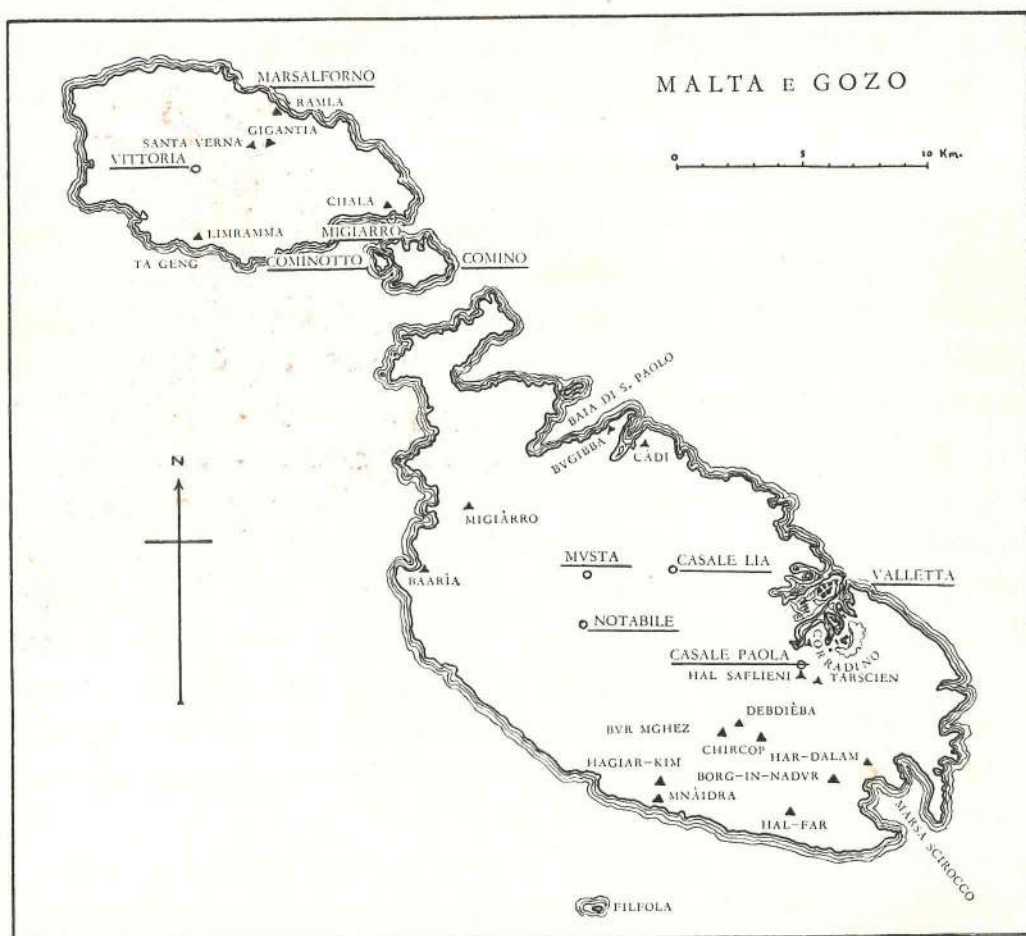 MALTA E GOZO
0 5 10 Km.
MARSALFORNO
RAMLA
GIGANTIA
SANTA VERNA
VITTORIA
CHALA
LIMRAMMA
MIGIARRO
TA GENG
COMINOTTO
COMINO
BAIA DI S. PAOLO
BVGIBBA
CÀDI
N
MIGIÀRRO
BAARÌA
MVSTA
CASALE LIA
VALLETTA
NOTABILE
CORRADINO
CASALE PAOLA
HAL SAFLIENI
TARSCIEN
DEBDIÈBA
BVR MGHEZ
CHIRCOP
HAR-DALAM
HAGIAR-KIM
BORG-IN-NADVR
MNÀIDRA
HAL-FAR
MARSA SCIROCCO
FILFOLA